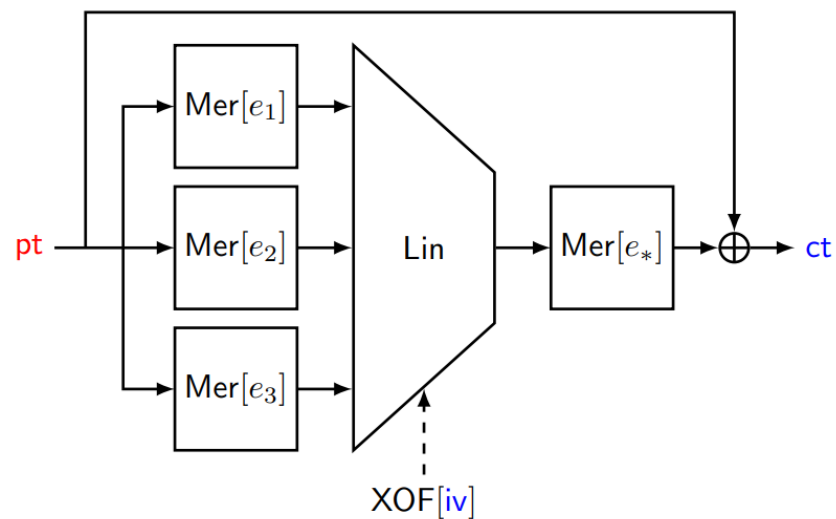 Mer[e₁]
pt
Mer[e₂]
Lin
Mer[e∗]
ct
Mer[e₃]
XOF[iv]